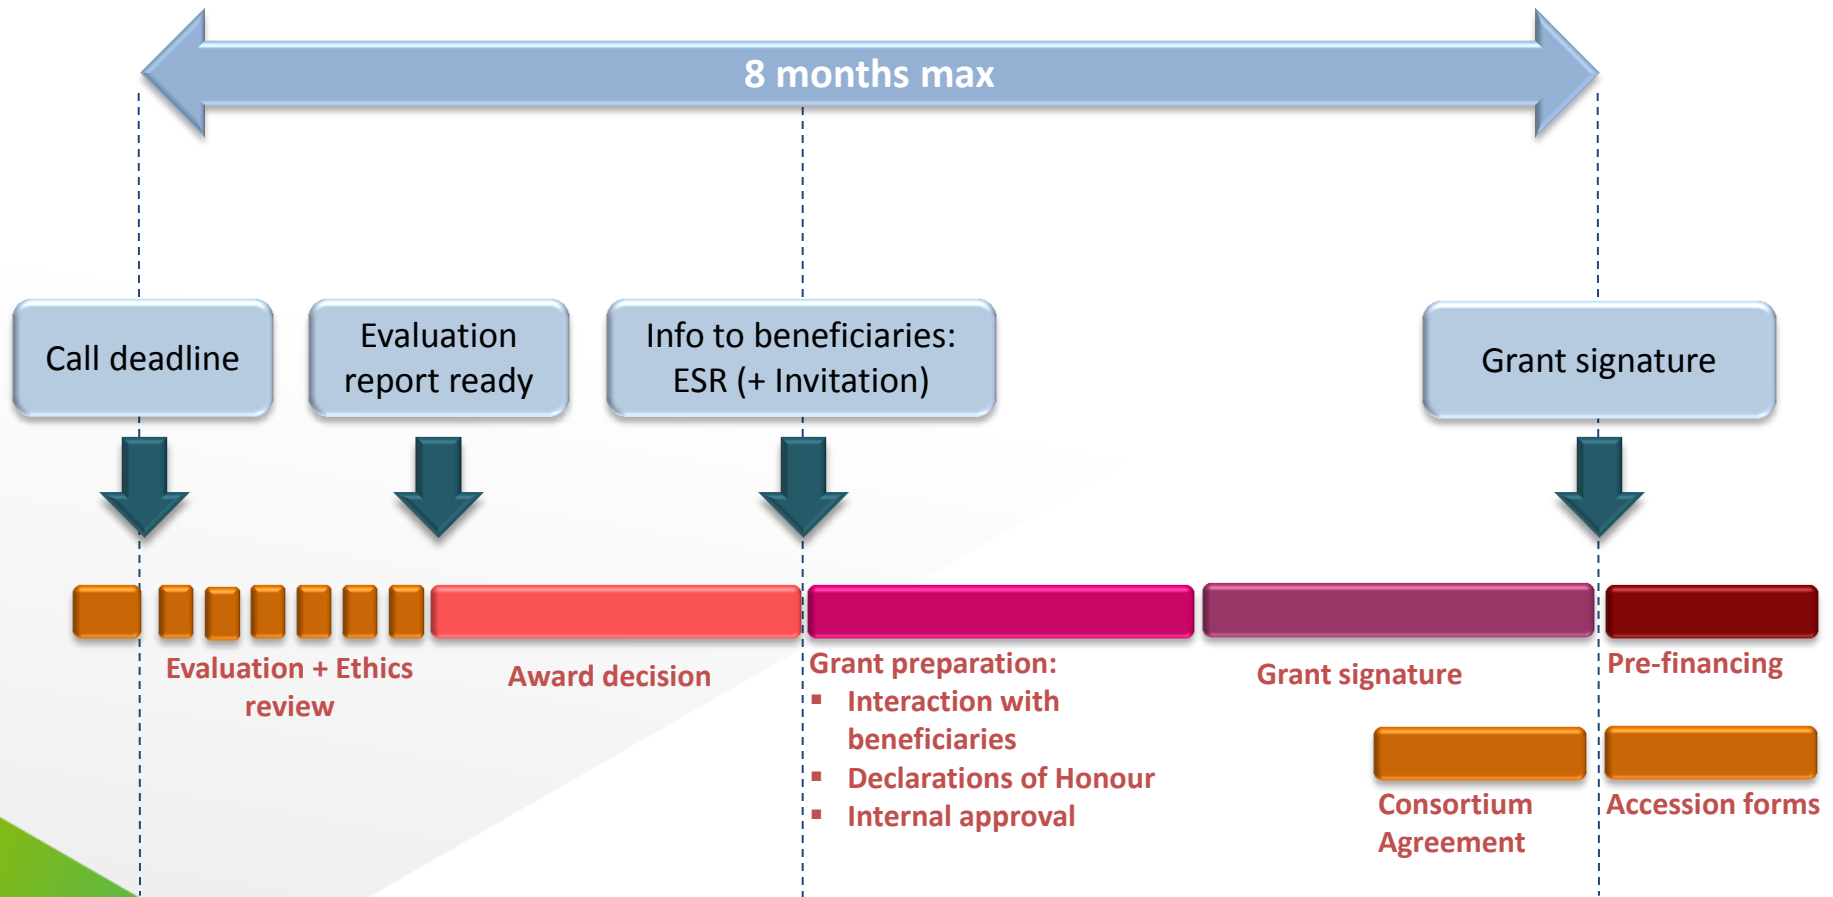 8 months max
Call deadline
Evaluation
report ready
Info to beneficiaries:
ESR (+ Invitation)
Grant signature
Evaluation + Ethics
review
Award decision
Grant preparation:
▪ Interaction with
beneficiaries
▪ Declarations of Honour
▪ Internal approval
Grant signature
Pre-financing
Consortium
Agreement
Accession forms